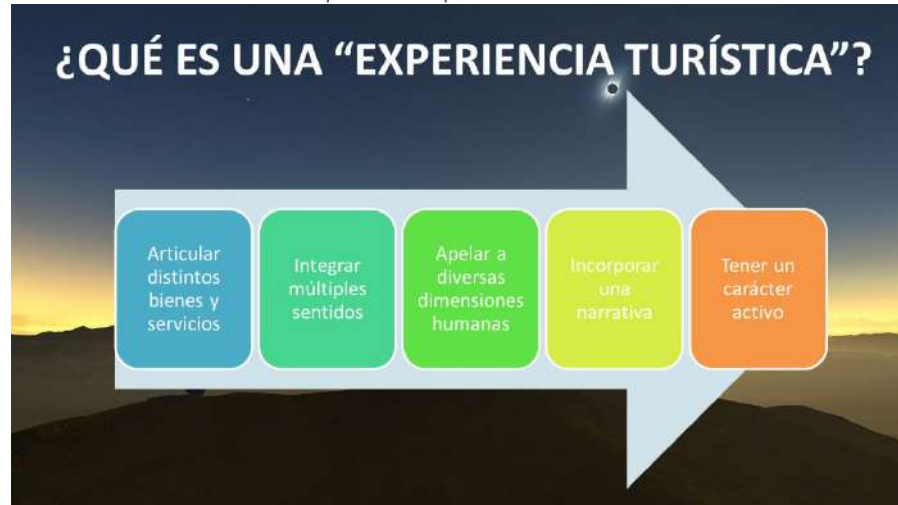 ¿QUÉ ES UNA “EXPERIENCIA TURÍSTICA”?
Articular
distintos
bienes y
servicios
Integrar
múltiples
sentidos
Apelar a
diversas
dimensiones
humanas
Incorporar
una
narrativa
Tener un
carácter
activo